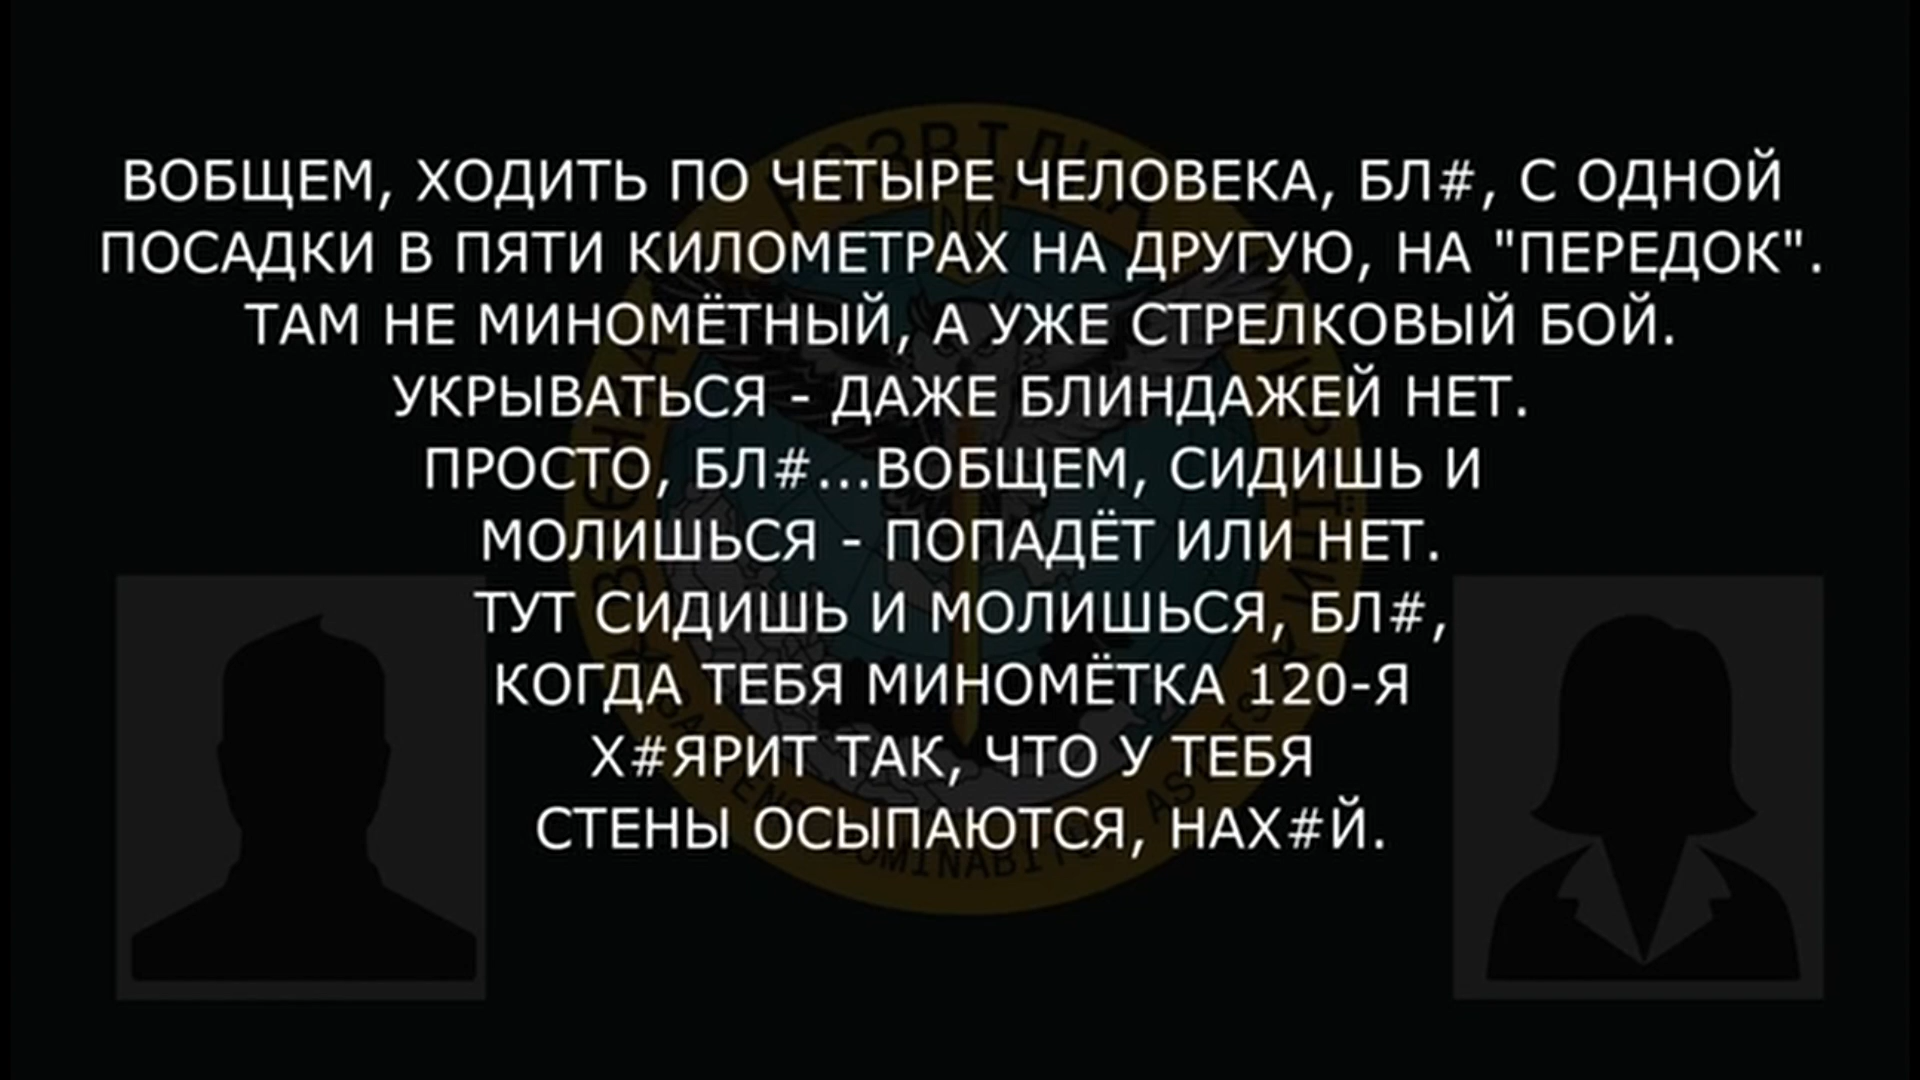 ВОБЩЕМ, ХОДИТЬ ПО ЧЕТЫРЕ ЧЕЛОВЕКА, БЛ#, С ОДНОЙ
ПОСАДКИ В ПЯТИ КИЛОМЕТРАХ НА ДРУГУЮ, НА "ПЕРЕДОК".
ТАМ НЕ МИНОМЁТНЫЙ, А УЖЕ СТРЕЛКОВЫЙ БОЙ.
УКРЫВАТЬСЯ - ДАЖЕ БЛИНДАЖЕЙ НЕТ.
ПРОСТО, БЛ#...ВОБЩЕМ, СИДИШЬ И
МОЛИШЬСЯ - ПОПАДЁТ ИЛИ НЕТ.
ТУТ СИДИШЬ И МОЛИШЬСЯ, БЛ#,
КОГДА ТЕБЯ МИНОМЁТКА 120-Я
Х#ЯРИТ ТАК, ЧТО У ТЕБЯ
СТЕНЫ ОСЫПАЮТСЯ, НАХ#Й.